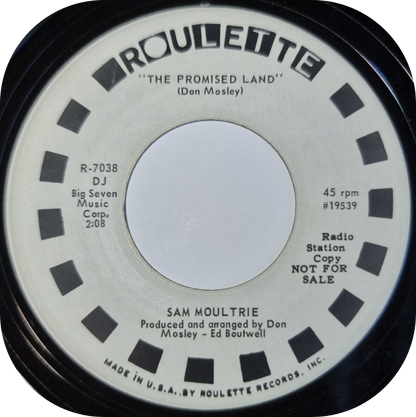 ROULETTE
"THE PROMISED LAND"
(Don Mosley)
R-7038
DJ
Big Seven
Music
Corp.
2:08
45 rpm
#19539
Radio
Station
Copy
NOT FOR
SALE
SAM MOULTRIE
Produced and arranged by Don
Mosley - Ed Boutwell
MADE IN U.S.A. BY ROULETTE RECORDS, INC.